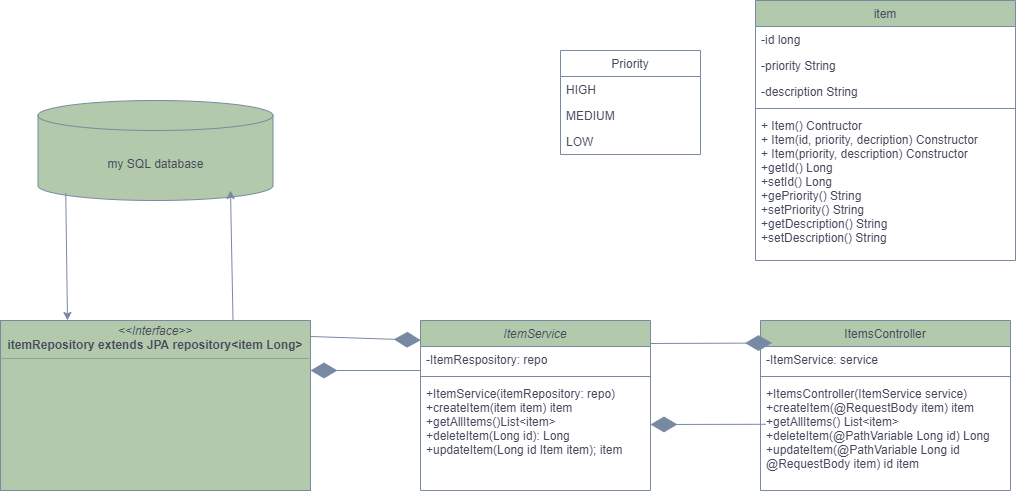 item
-id long
-priority String
-description String
+ Item() Contructor
+ Item(id, priority, decription) Constructor
+ Item(priority, description) Constructor
+getId() Long
+setId() Long
+gePriority() String
+setPriority() String
+getDescription() String
+setDescription() String
Priority
HIGH
MEDIUM
LOW
my SQL database
<<Interface>>
itemRepository extends JPA repository<item Long>
ItemService
-ItemRespository: repo
+ItemService(itemRepository: repo)
+createItem(item item) item
+getAllItems()List<item>
+deleteItem(Long id): Long
+updateItem(Long id Item item); item
ItemsController
-ItemService: service
+ItemsController(ItemService service)
+createItem(@RequestBody item) item
+getAllItems() List<item>
+deleteItem(@PathVariable Long id) Long
+updateItem(@PathVariable Long id
@RequestBody item) id item